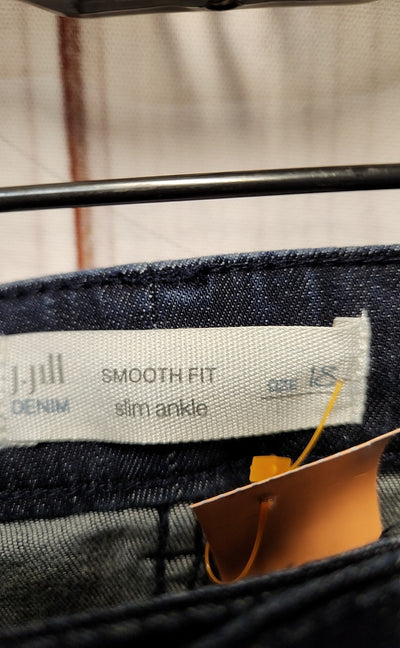 J.Jill
DENIM
SMOOTH FIT
slim ankle
SIZE 18